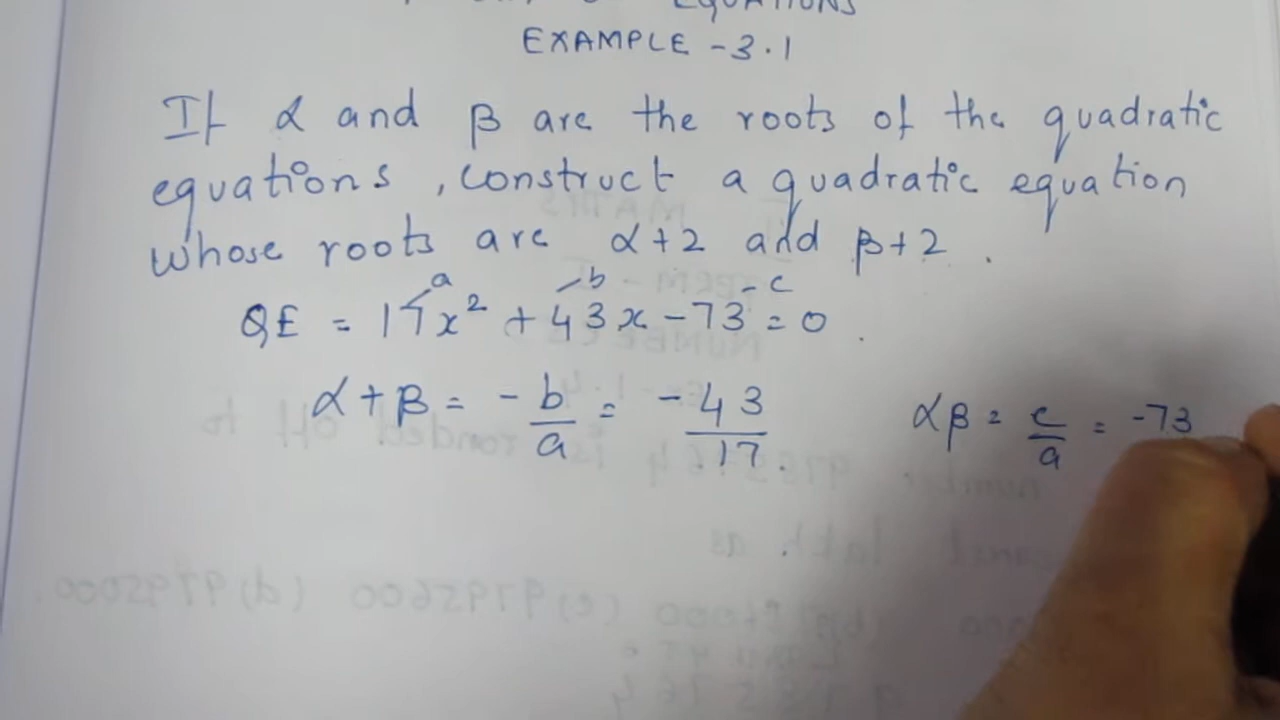 EQUATIONS
EXAMPLE - 3.1
If α and β are the roots of the quadratic
equations , construct a quadratic equation
whose roots are α+2 and β+2 .
a b - c
QE = 17x² + 43x - 73 = 0 .
α + β = - b/a = - 43/17 . αβ = c/a = -73